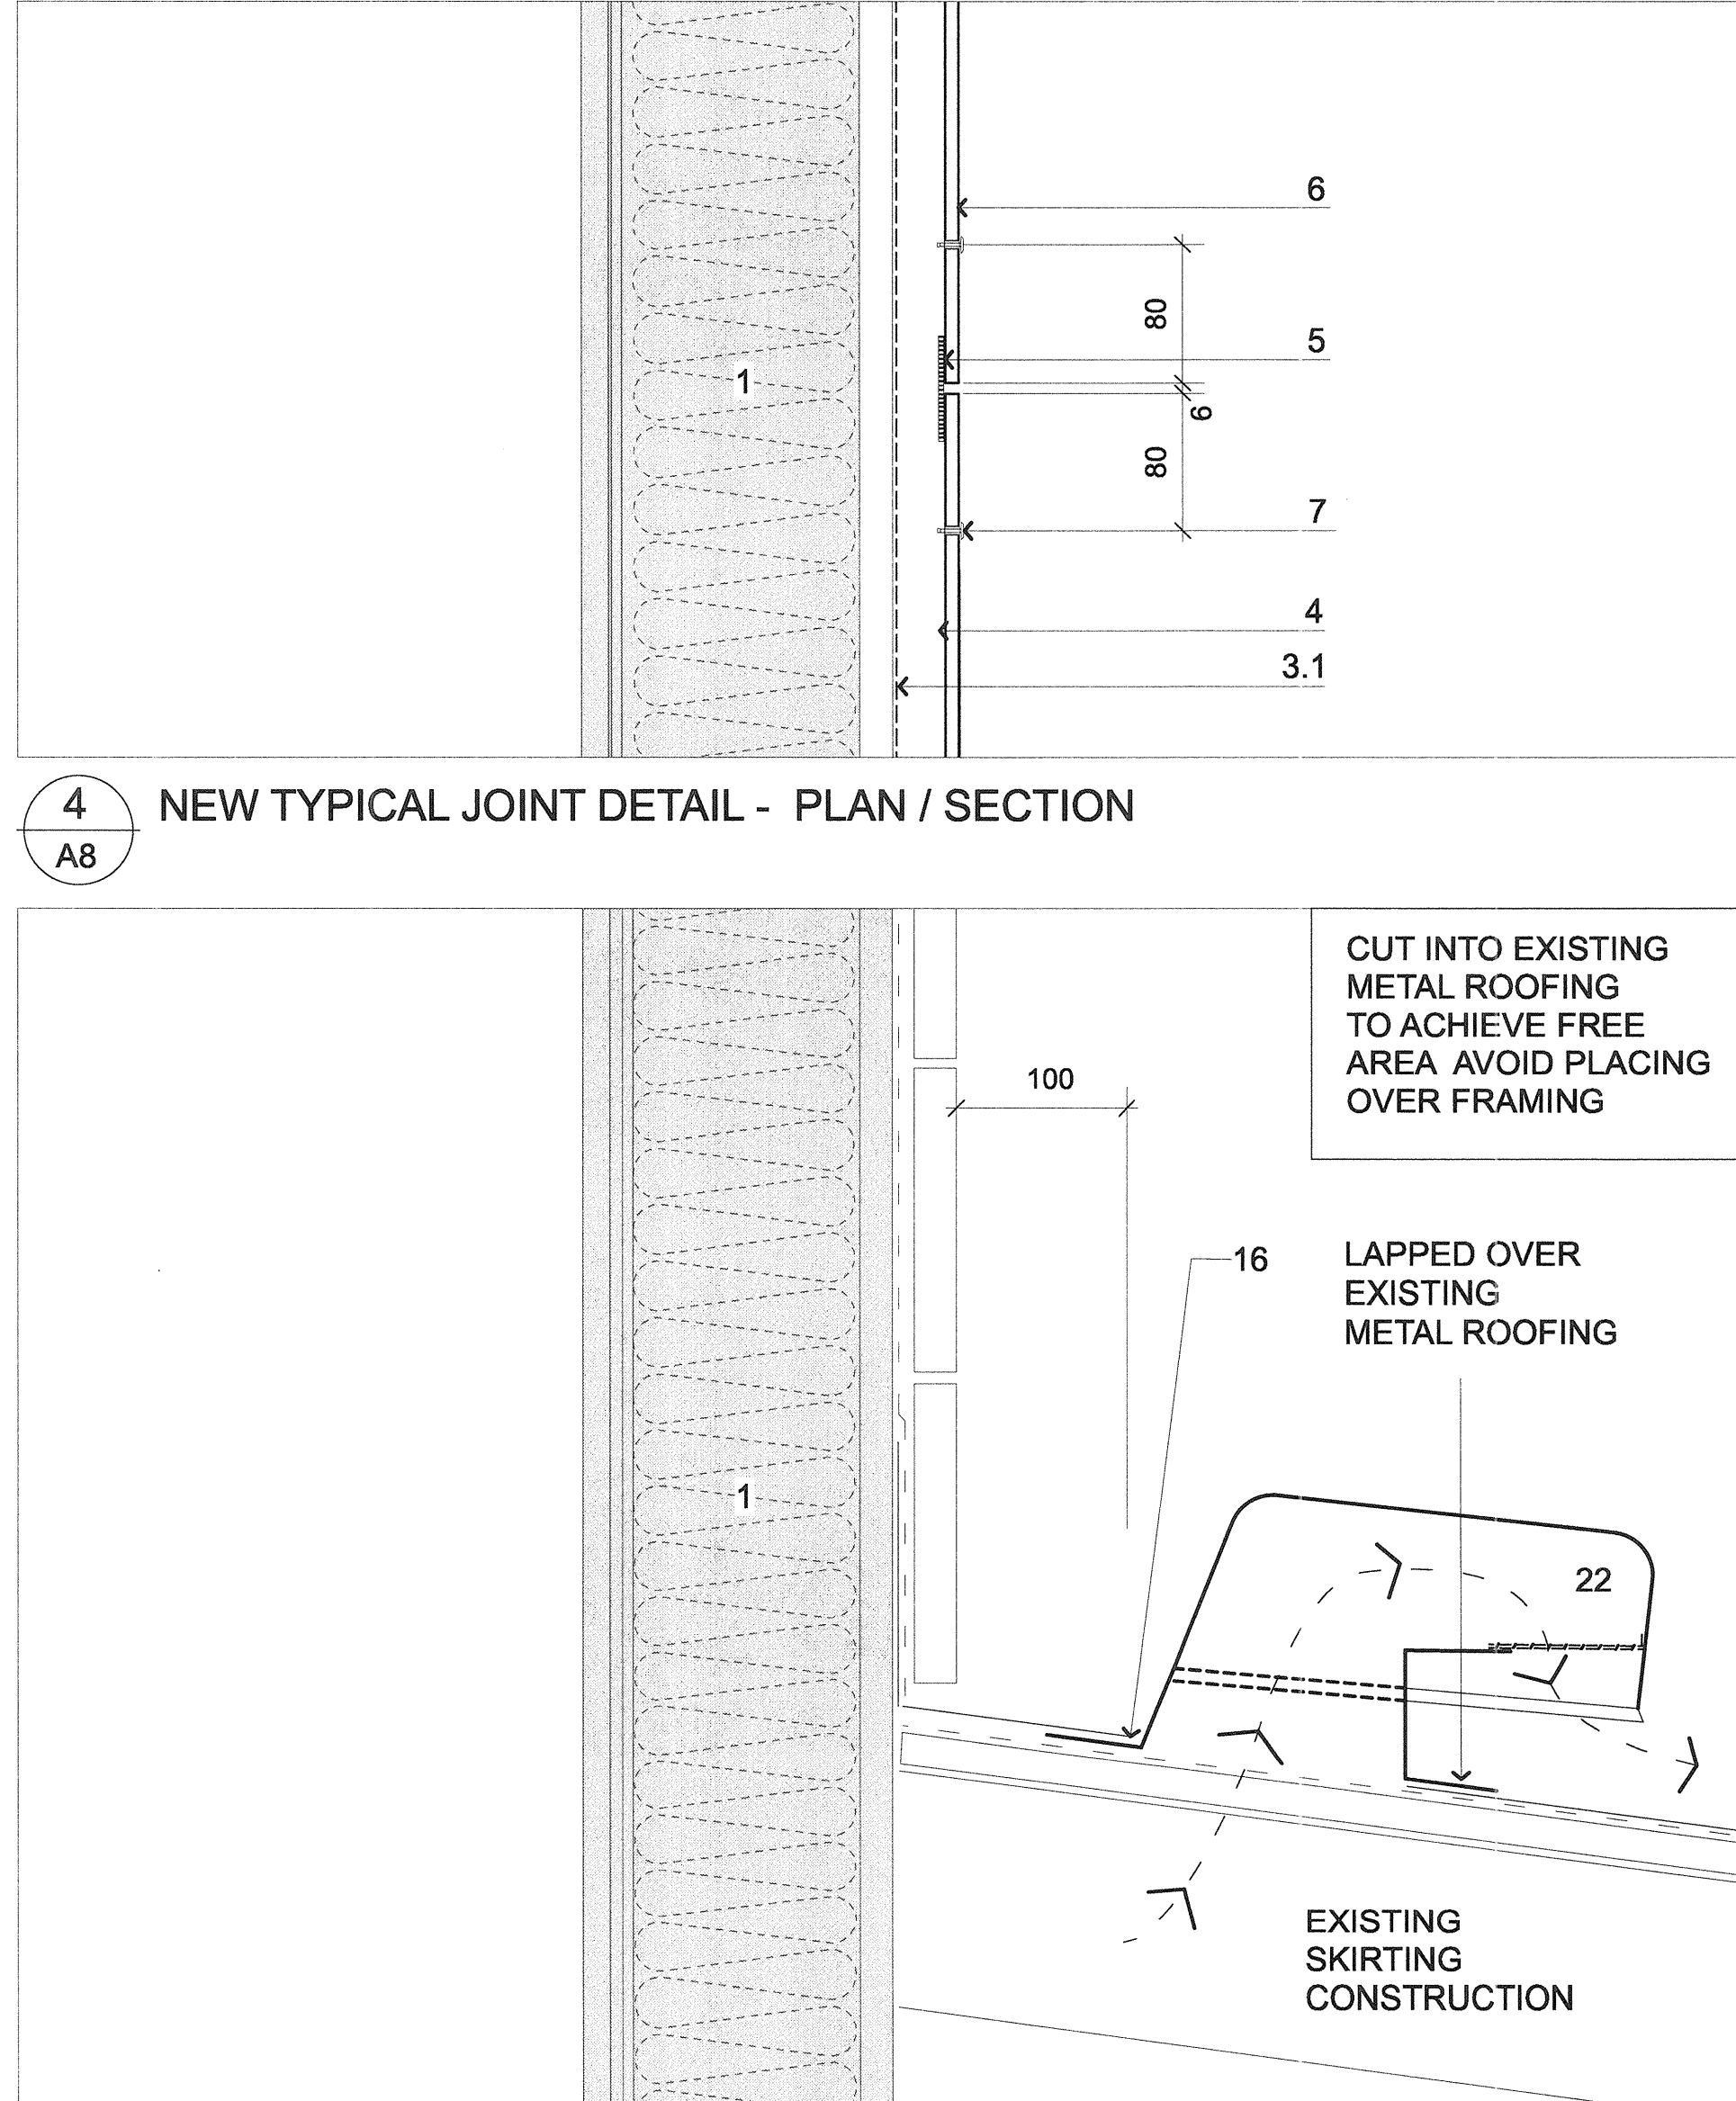 6
80
5
1
6
80
7
4
3.1
4
A8
NEW TYPICAL JOINT DETAIL - PLAN / SECTION
CUT INTO EXISTING
METAL ROOFING
TO ACHIEVE FREE
AREA AVOID PLACING
OVER FRAMING
100
16
LAPPED OVER
EXISTING
METAL ROOFING
1
22
EXISTING
SKIRTING
CONSTRUCTION